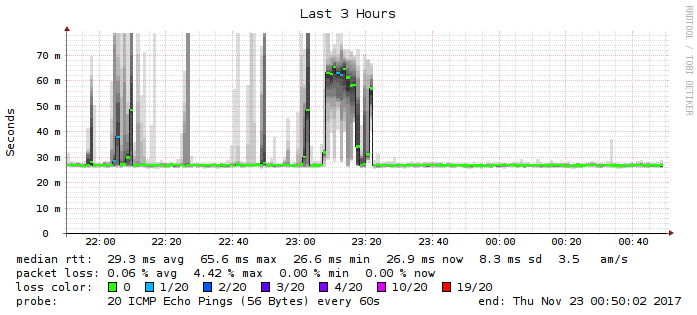 Last 3 Hours
RRDTOOL / TOBI OETIKER
Seconds
70 m
60 m
50 m
40 m
30 m
20 m
10 m
0
22:00 22:20 22:40 23:00 23:20 23:40 00:00 00:20 00:40
median rtt: 29.3 ms avg 65.6 ms max 26.6 ms min 26.9 ms now 8.3 ms sd 3.5 am/s
packet loss: 0.06 % avg 4.42 % max 0.00 % min 0.00 % now
loss color: 0 1/20 2/20 3/20 4/20 10/20 19/20
probe: 20 ICMP Echo Pings (56 Bytes) every 60s end: Thu Nov 23 00:50:02 2017